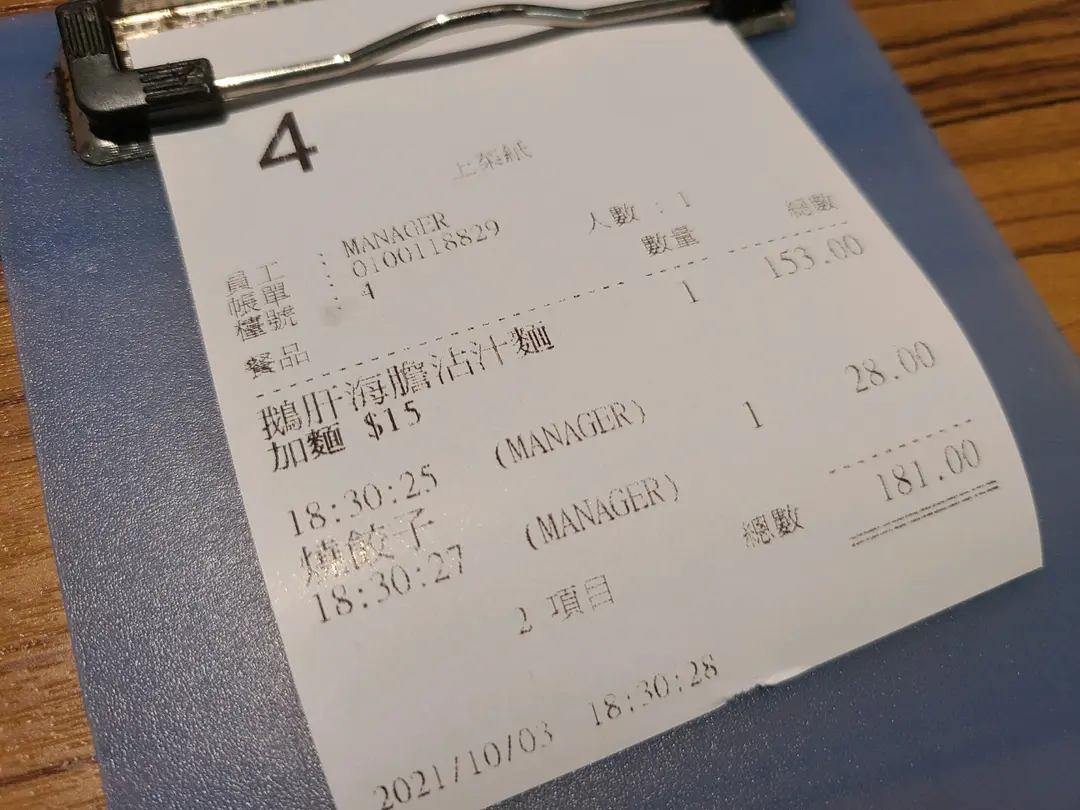 4
上菜紙
員工 : MANAGER
帳單 : 0100118829 人數 : 1
檯號 : 4
餐品 數量 總數
鵝肝海膽沾汁麵 1 153.00
加麵 $15
18:30:25 (MANAGER)
燒餃子 1 28.00
18:30:27 (MANAGER)
2 項目 總數 181.00
2021/10/03 18:30:28